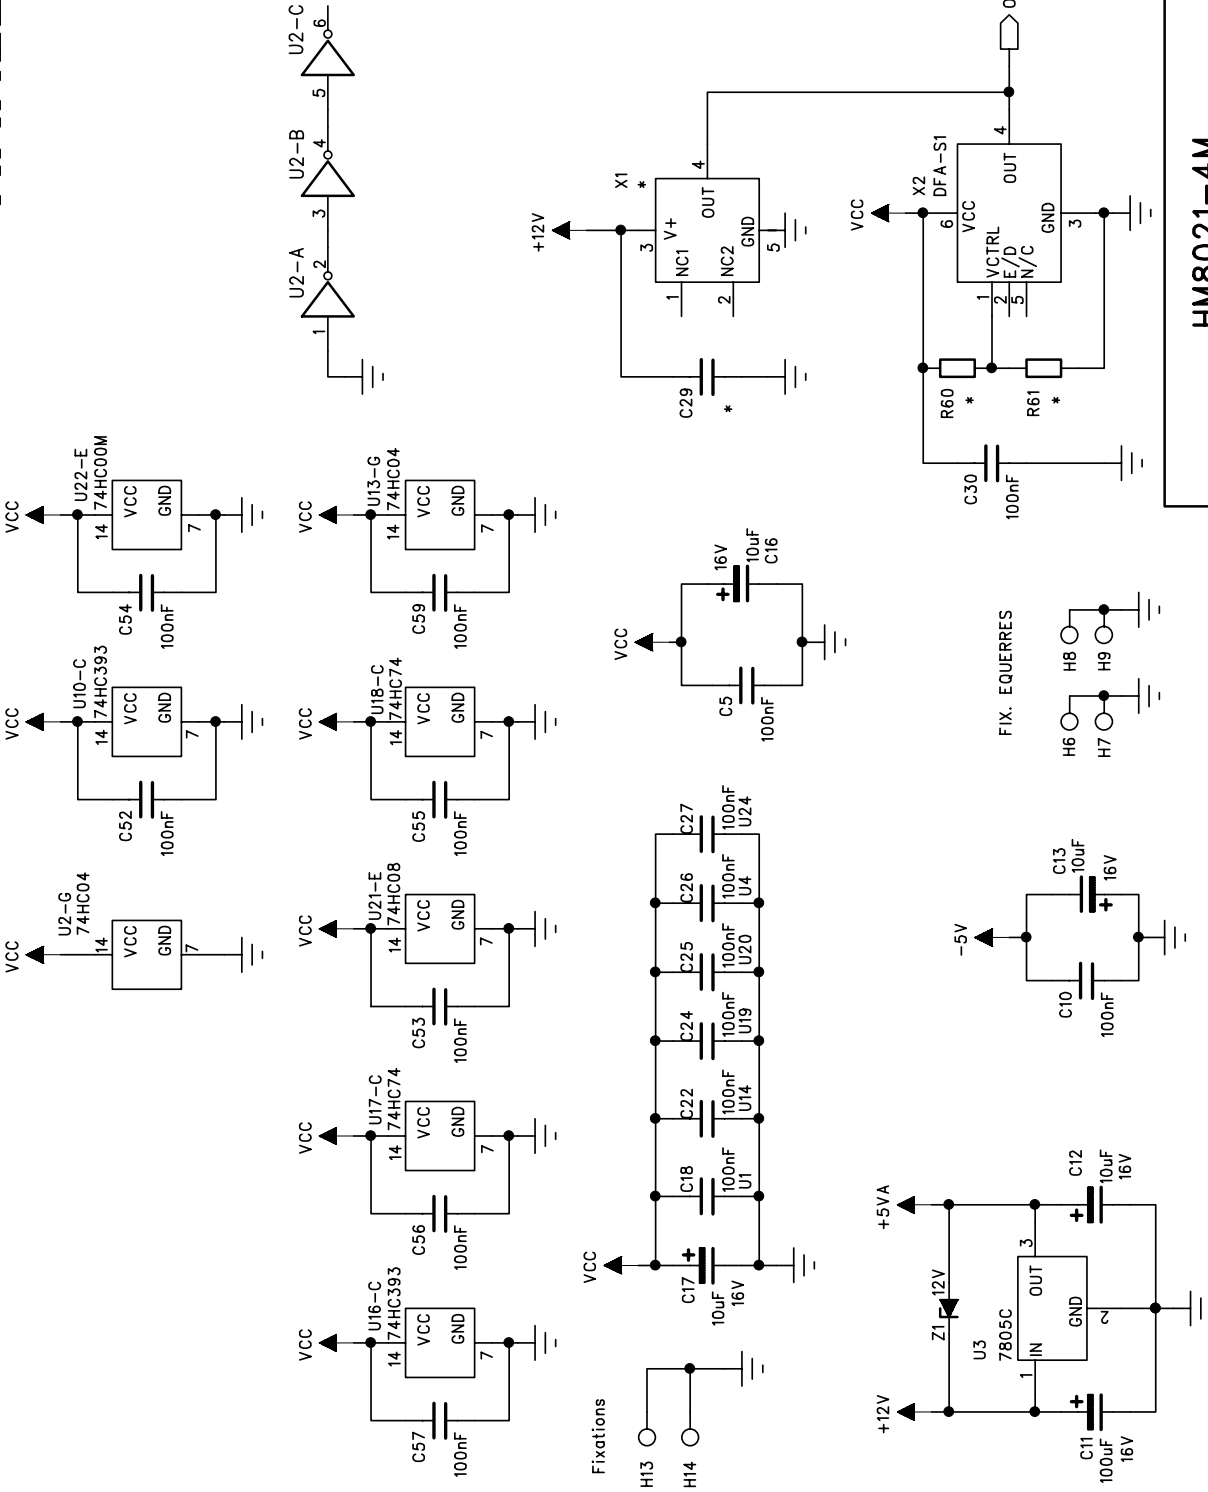 U2-C
6
5
U2-B
4
3
U2-A
2
1
X1
*
4
OUT
+12V
3
V+
GND
5
NC1
NC2
1
2
C29
*
X2
DFA-S1
4
OUT
VCC
6
VCC
GND
3
VCTRL
E/D
N/C
1
2
5
R60
*
R61
*
C30
100nF
HM8021-4M
VCC
U22-E
74HC00M
14
VCC
GND
7
C54
100nF
VCC
U13-G
74HC04
14
VCC
GND
7
C59
100nF
VCC
U10-C
74HC393
14
VCC
GND
7
C52
100nF
VCC
U18-C
74HC74
14
VCC
GND
7
C55
100nF
VCC
U2-G
74HC04
14
VCC
GND
7
VCC
U21-E
74HC08
14
VCC
GND
7
C53
100nF
VCC
U17-C
74HC74
14
VCC
GND
7
C56
100nF
VCC
U16-C
74HC393
14
VCC
GND
7
C57
100nF
VCC
16V
10uF
C16
C5
100nF
FIX. EQUERRES
H8
H9
H6
H7
C27
100nF
U24
C26
100nF
U4
C25
100nF
U20
C24
100nF
U19
C22
100nF
U14
C18
100nF
U1
VCC
C17
10uF
16V
+
-5V
C13
10uF
16V
+
C10
100nF
Fixations
H13
H14
+5VA
+12V
Z1
12V
U3
7805C
1
IN
OUT
3
GND
2
C12
10uF
16V
+
C11
100uF
16V
+